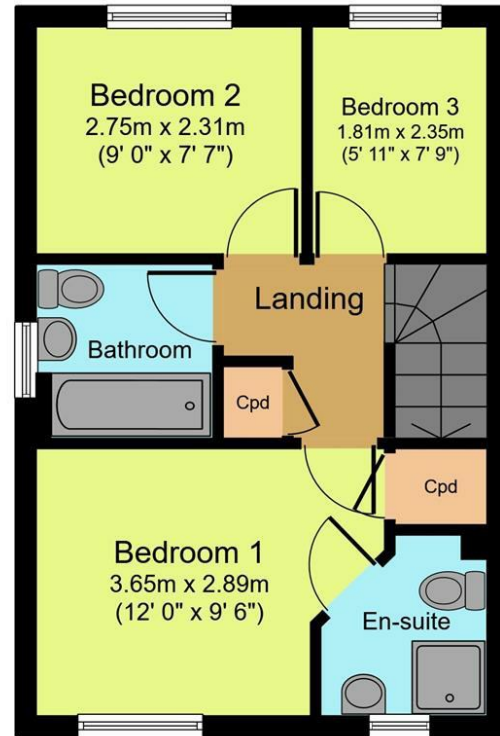 Bedroom 2
2.75m x 2.31m
(9' 0" x 7' 7")
Bedroom 3
1.81m x 2.35m
(5' 11" x 7' 9")
Landing
Bathroom
Cpd
Cpd
Bedroom 1
3.65m x 2.89m
(12' 0" x 9' 6")
En-suite